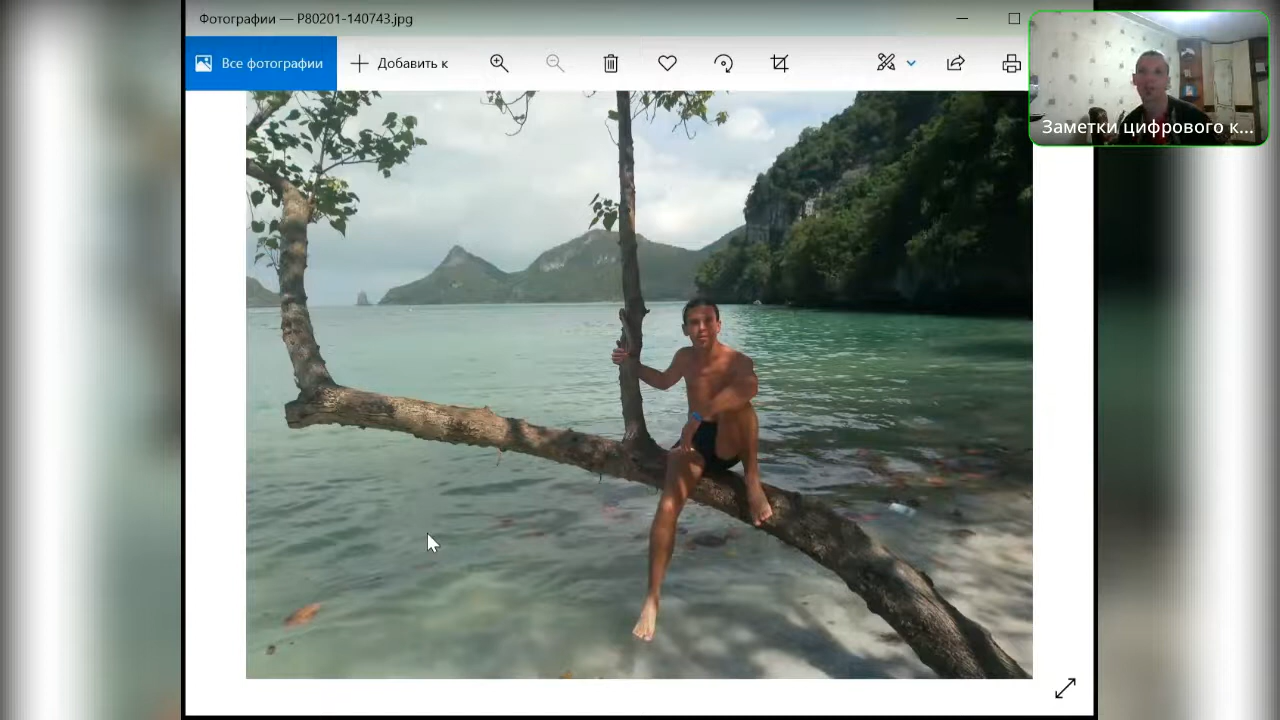 Фотографии — P80201-140743.jpg
Все фотографии
Добавить к
Заметки цифрового к...